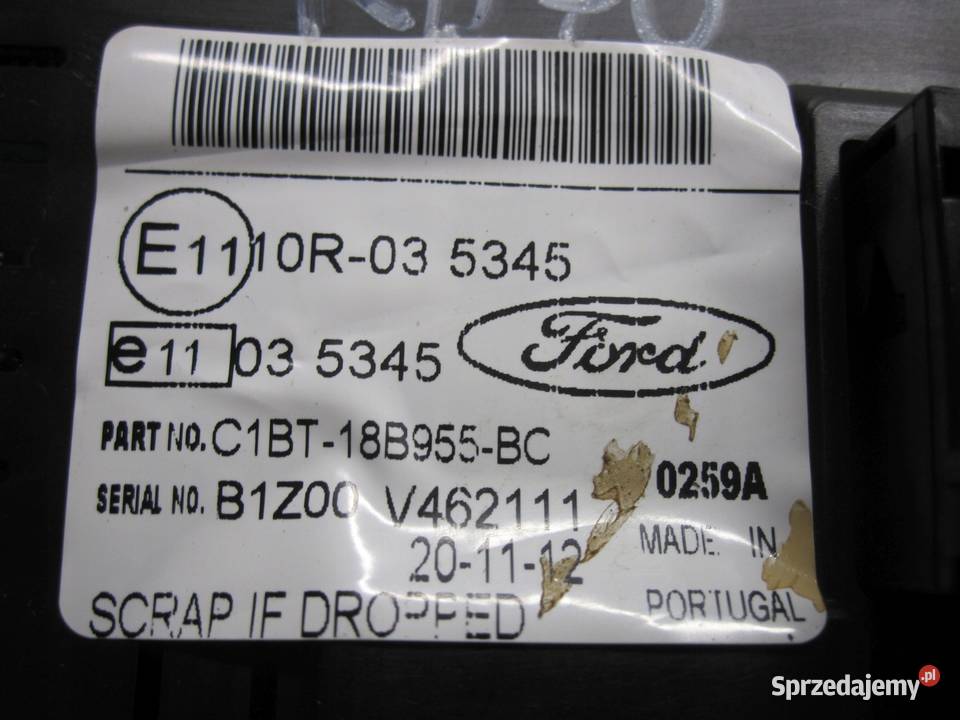 E11 10R-03 5345
e11 03 5345
Ford
PART NO. C1BT-18B955-BC
0259A
SERIAL NO. B1Z00 V462111
20-11-12
MADE IN
PORTUGAL
SCRAP IF DROPPED
Sprzedajemy.pl